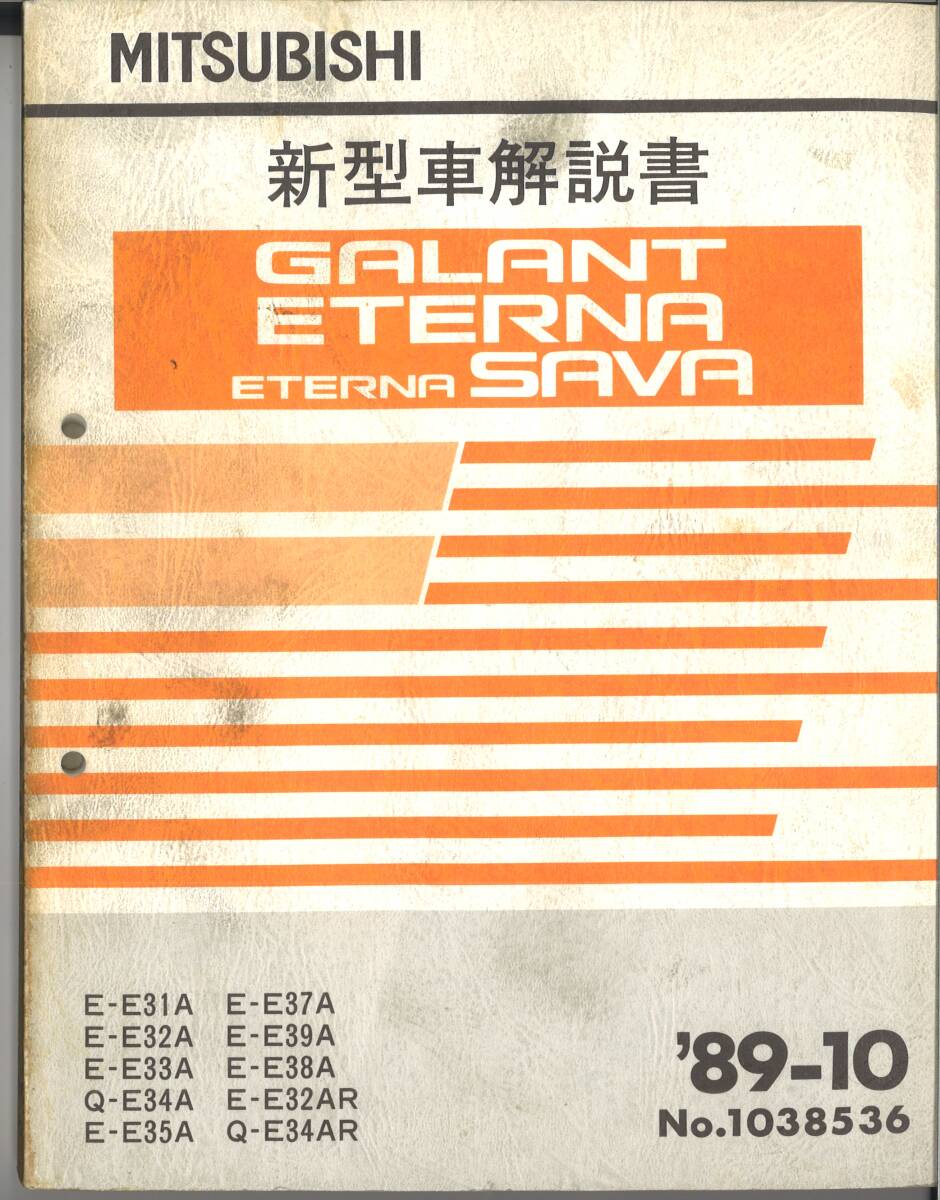 MITSUBISHI
新型車解説書
GALANT
ETERNA
ETERNA SAVA
E-E31A E-E37A
E-E32A E-E39A
E-E33A E-E38A
Q-E34A E-E32AR
E-E35A Q-E34AR
'89-10
No.1038536